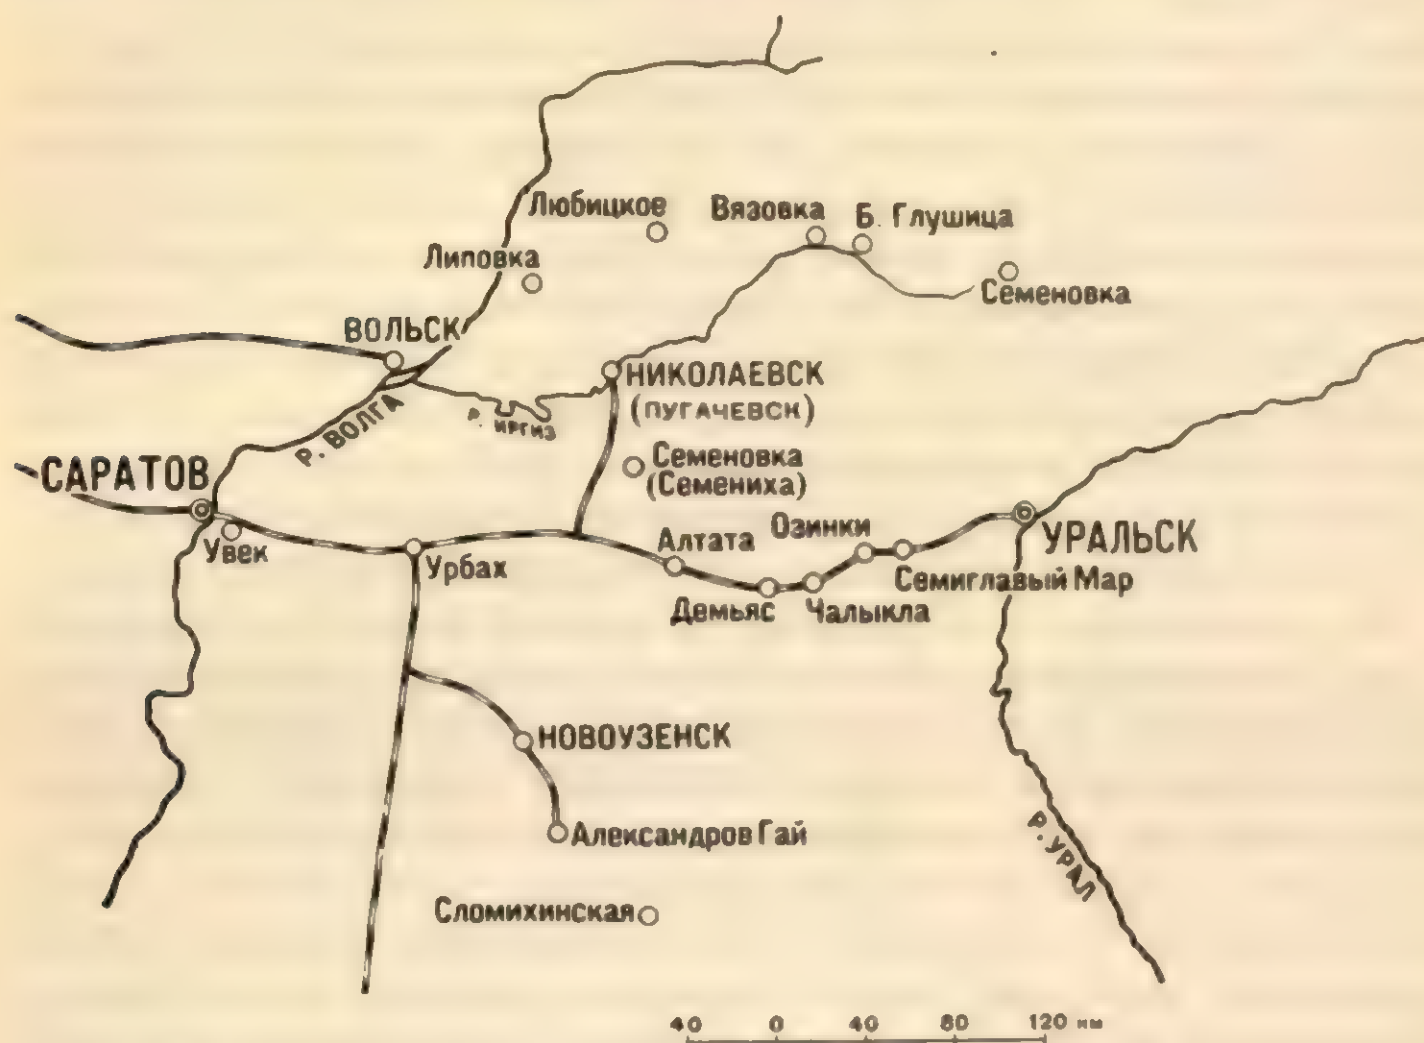 Любицкое
Вязовка
Б. Глушица
Липовка
Семеновка
ВОЛЬСК
НИКОЛАЕВСК
(ПУГАЧЕВСК)
Р. ВОЛГА
Р. ИРГИЗ
САРАТОВ
Семеновка
(Семениха)
Увек
Урбах
Алтата
Озинки
УРАЛЬСК
Семиглавый Мар
Демьяс
Чалыкла
НОВОУЗЕНСК
Александров Гай
Р. УРАЛ
Сломихинская
40 0 40 80 120 км